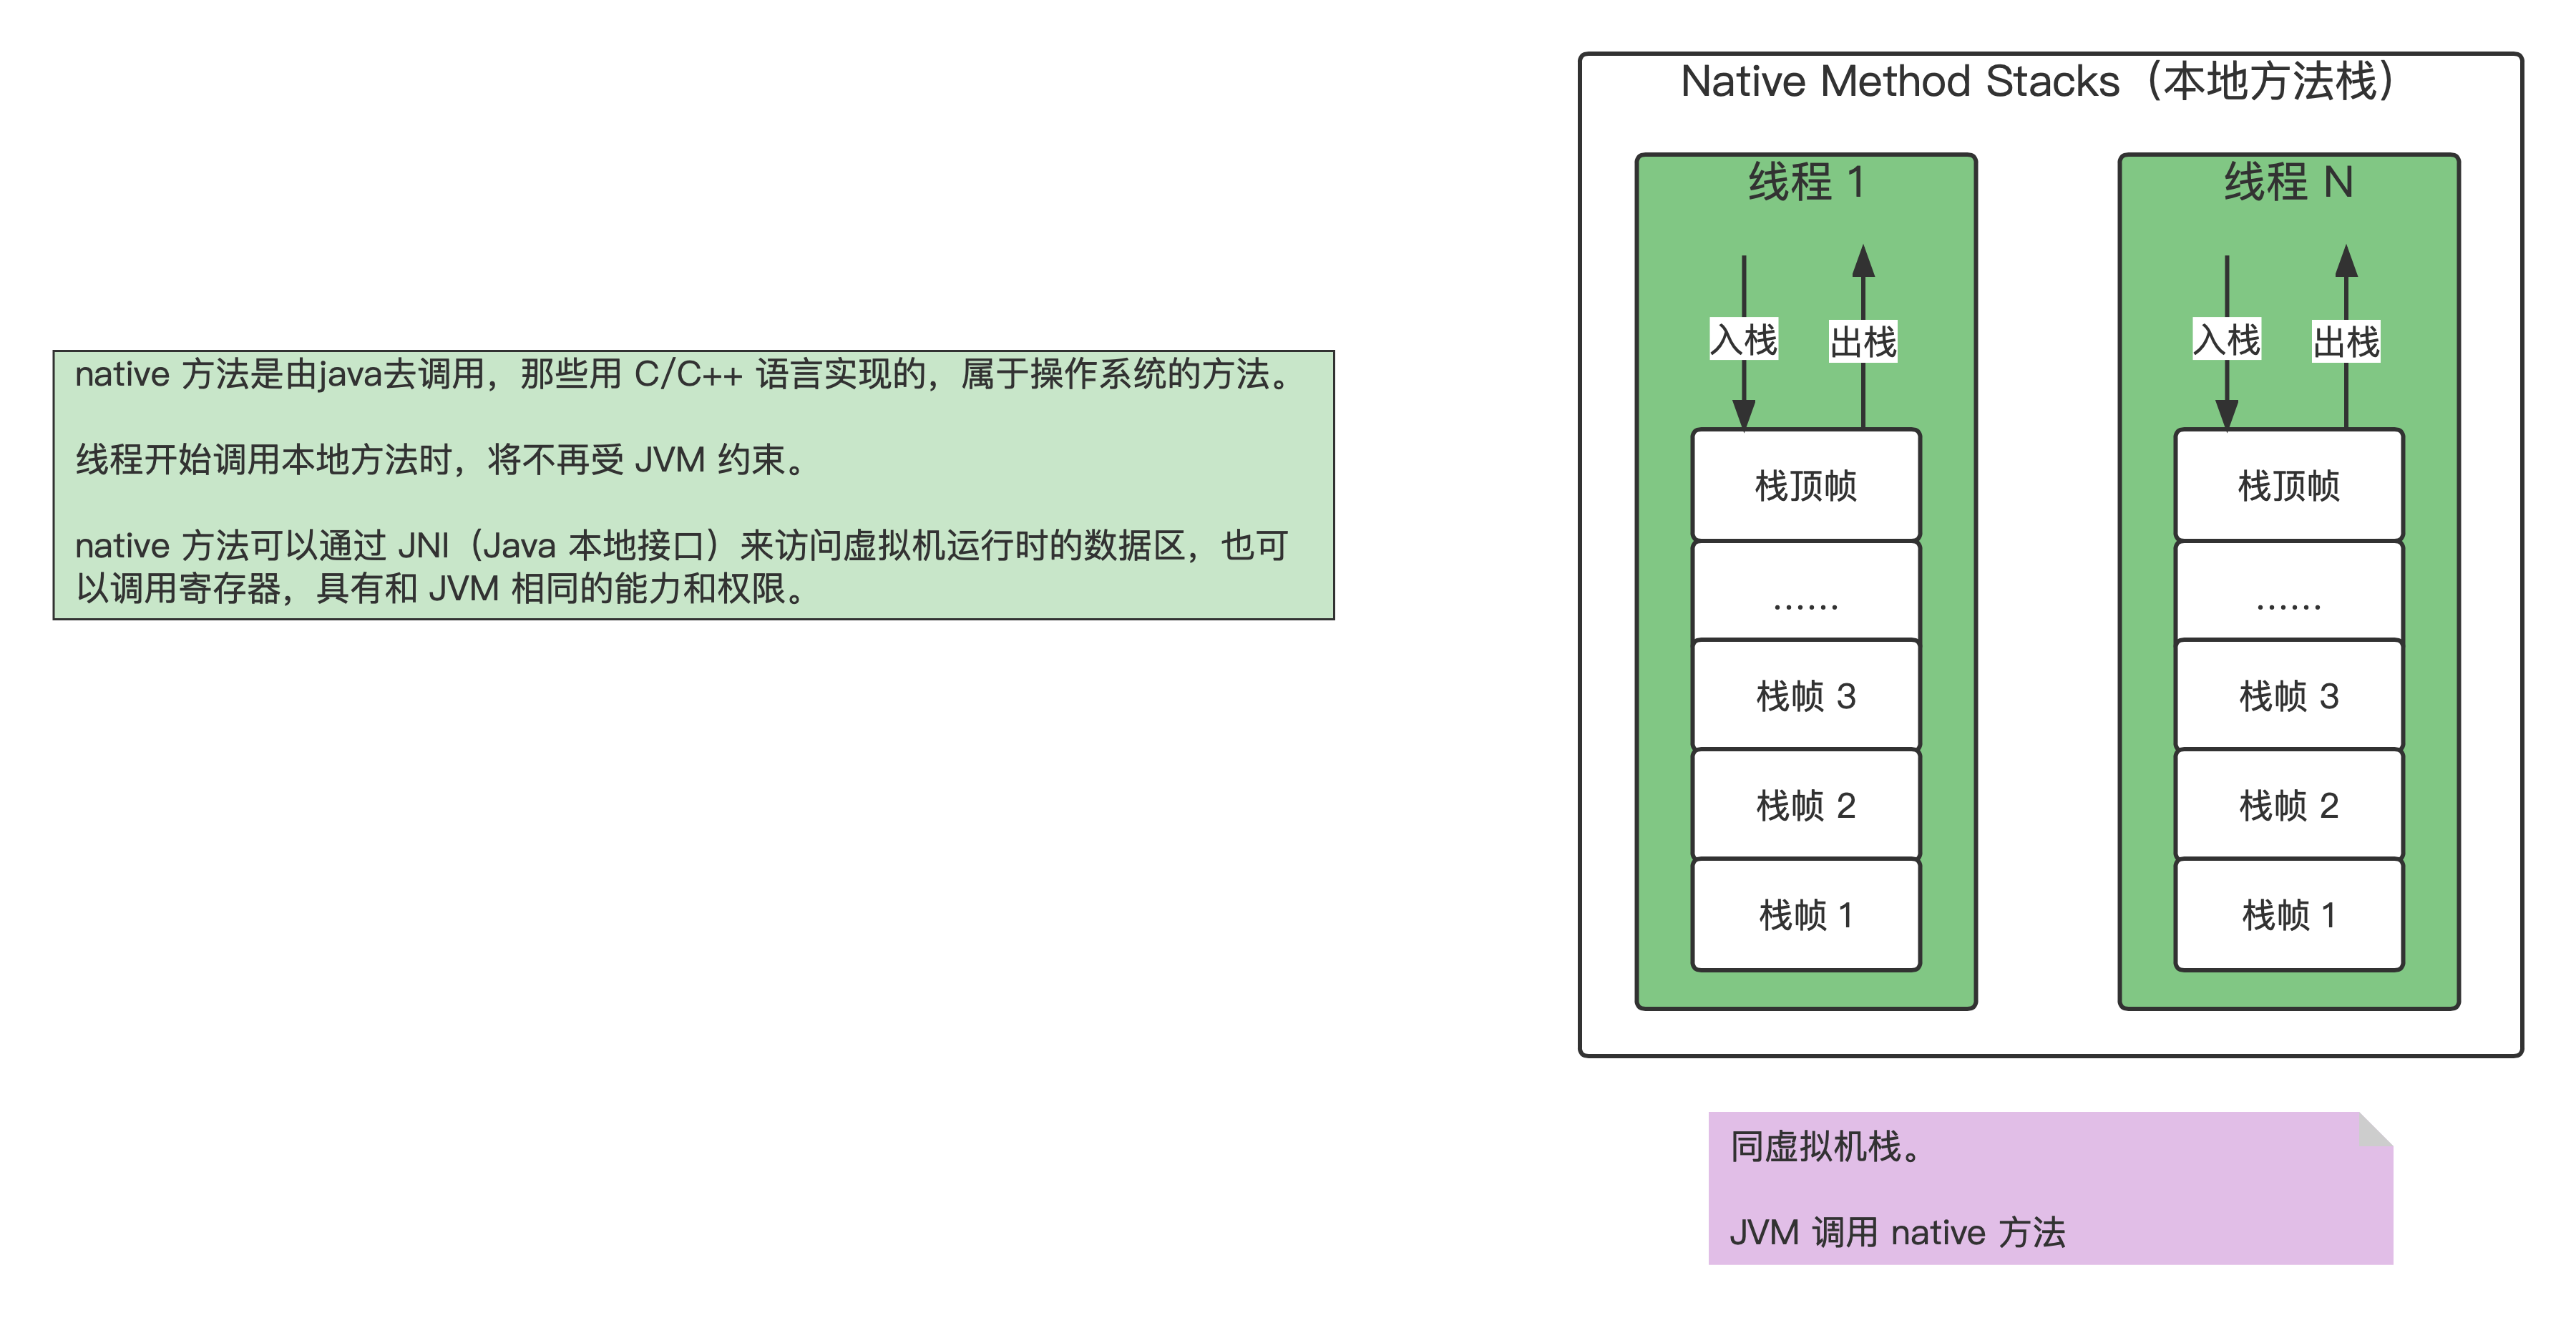 Native Method Stacks（本地方法栈）
线程 1
线程 N
入栈
出栈
入栈
出栈
native 方法是由java去调用，那些用 C/C++ 语言实现的，属于操作系统的方法。
线程开始调用本地方法时，将不再受 JVM 约束。
native 方法可以通过 JNI（Java 本地接口）来访问虚拟机运行时的数据区，也可
以调用寄存器，具有和 JVM 相同的能力和权限。
栈顶帧
......
栈帧 3
栈帧 2
栈帧 1
栈顶帧
......
栈帧 3
栈帧 2
栈帧 1
同虚拟机栈。
JVM 调用 native 方法